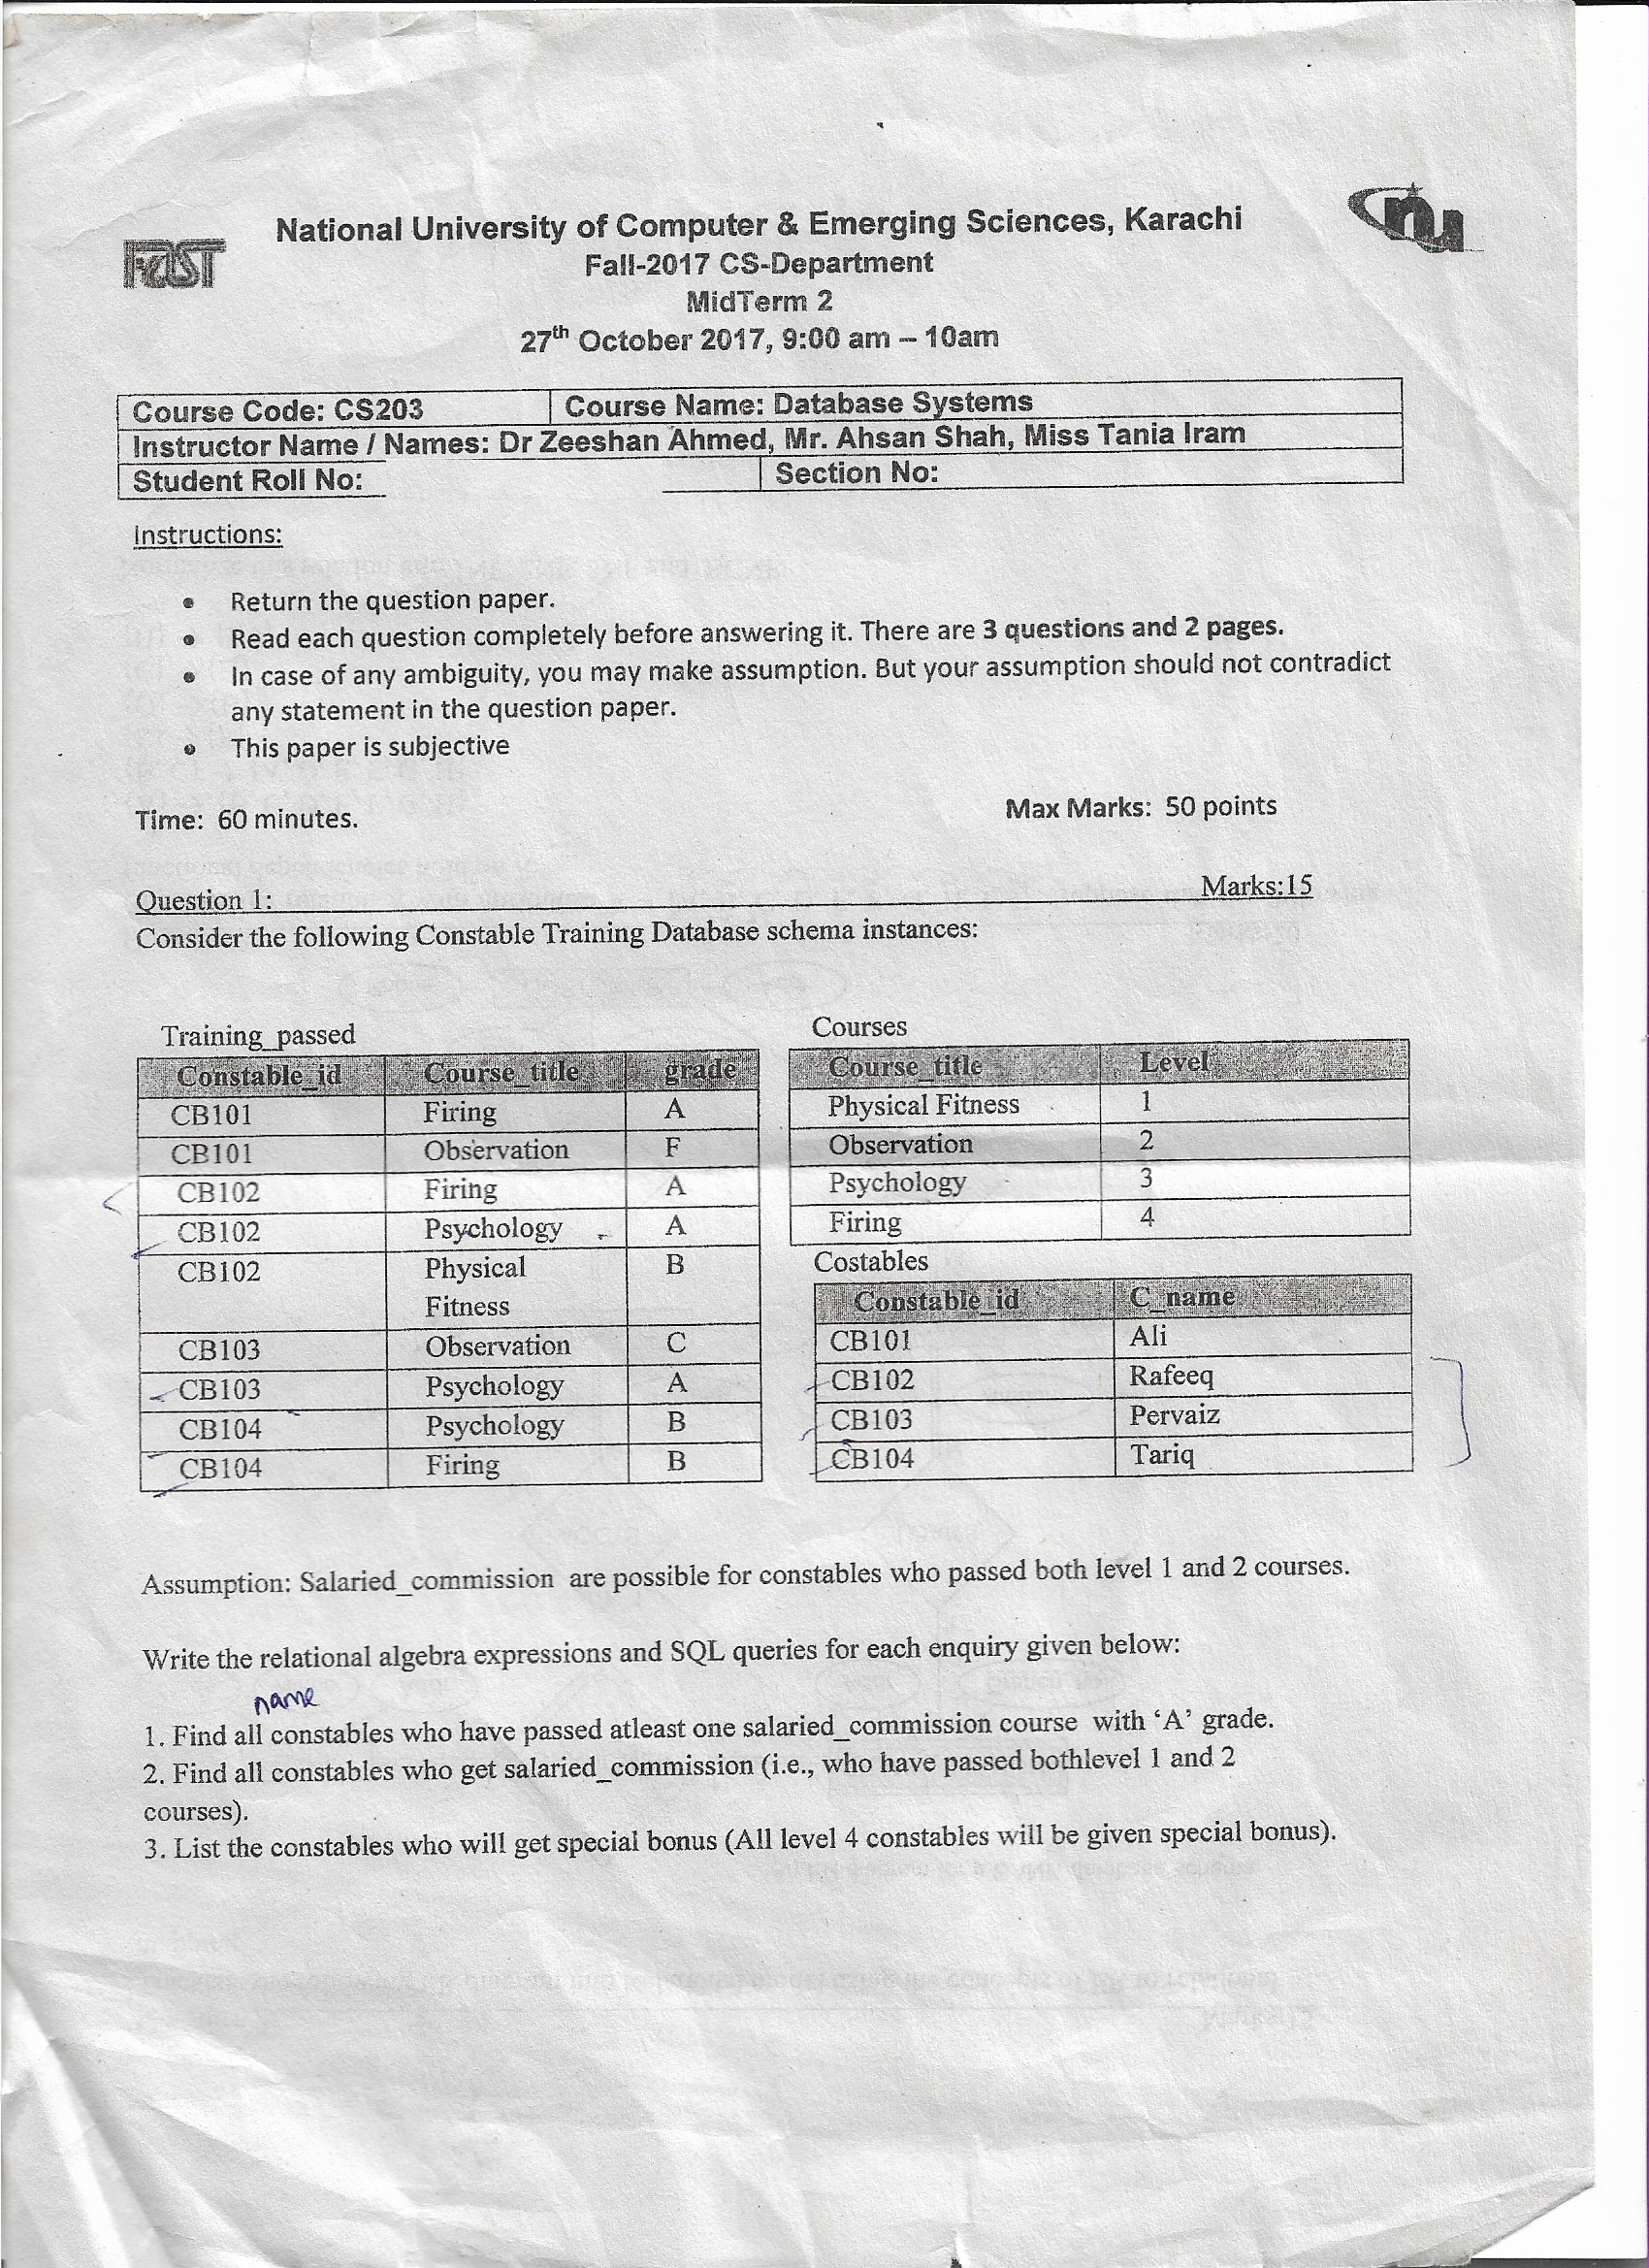 National University of Computer & Emerging Sciences, Karachi
FAST
nu
Fall-2017 CS-Department
MidTerm 2
27th October 2017, 9:00 am – 10am
Course Code: CS203 Course Name: Database Systems
Instructor Name / Names: Dr Zeeshan Ahmed, Mr. Ahsan Shah, Miss Tania Iram
Student Roll No: Section No:
Instructions:
• Return the question paper.
• Read each question completely before answering it. There are 3 questions and 2 pages.
• In case of any ambiguity, you may make assumption. But your assumption should not contradict
any statement in the question paper.
• This paper is subjective
Time: 60 minutes. Max Marks: 50 points
Question 1: Marks:15
Consider the following Constable Training Database schema instances:
Training_passed
Constable_id Course_title grade
CB101 Firing A
CB101 Observation F
CB102 Firing A
CB102 Psychology A
CB102 Physical B
Fitness
CB103 Observation C
CB103 Psychology A
CB104 Psychology B
CB104 Firing B
Courses
Course_title Level
Physical Fitness 1
Observation 2
Psychology 3
Firing 4
Costables
Constable_id C_name
CB101 Ali
CB102 Rafeeq
CB103 Pervaiz
CB104 Tariq
Assumption: Salaried_commission are possible for constables who passed both level 1 and 2 courses.
Write the relational algebra expressions and SQL queries for each enquiry given below:
name
1. Find all constables who have passed atleast one salaried_commission course with ‘A’ grade.
2. Find all constables who get salaried_commission (i.e., who have passed bothlevel 1 and 2
courses).
3. List the constables who will get special bonus (All level 4 constables will be given special bonus).